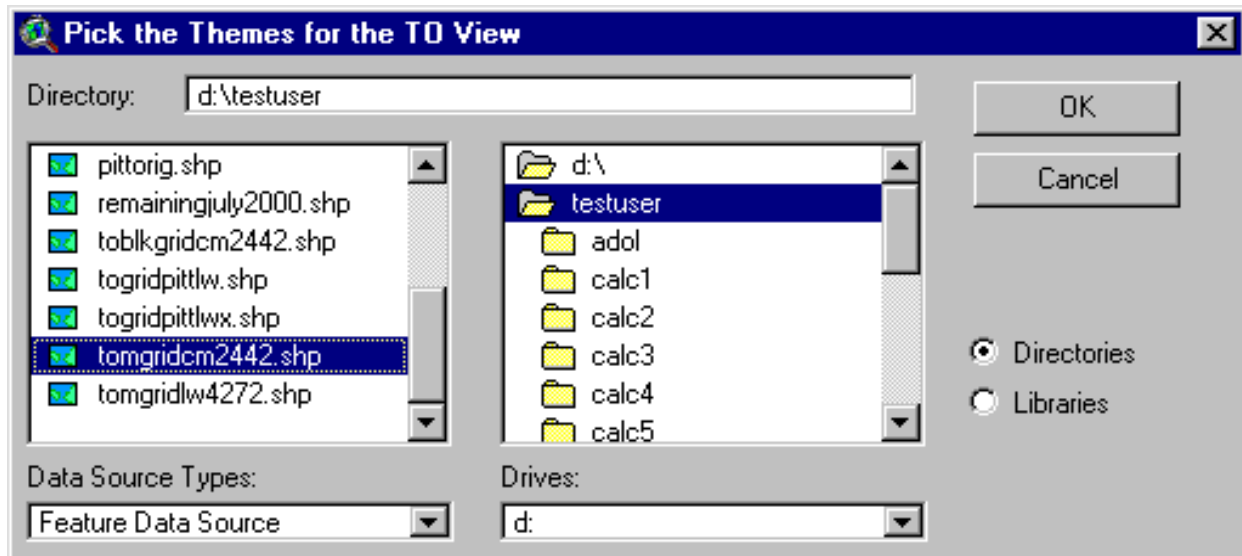 Pick the Themes for the TO View
Directory:
d:\testuser
OK
Cancel
pittorig.shp
remainingjuly2000.shp
toblkgridcm2442.shp
togridpittlw.shp
togridpittlwx.shp
tomgridcm2442.shp
tomgridlw4272.shp
d:\
testuser
adol
calc1
calc2
calc3
calc4
calc5
Directories
Libraries
Data Source Types:
Feature Data Source
Drives:
d: